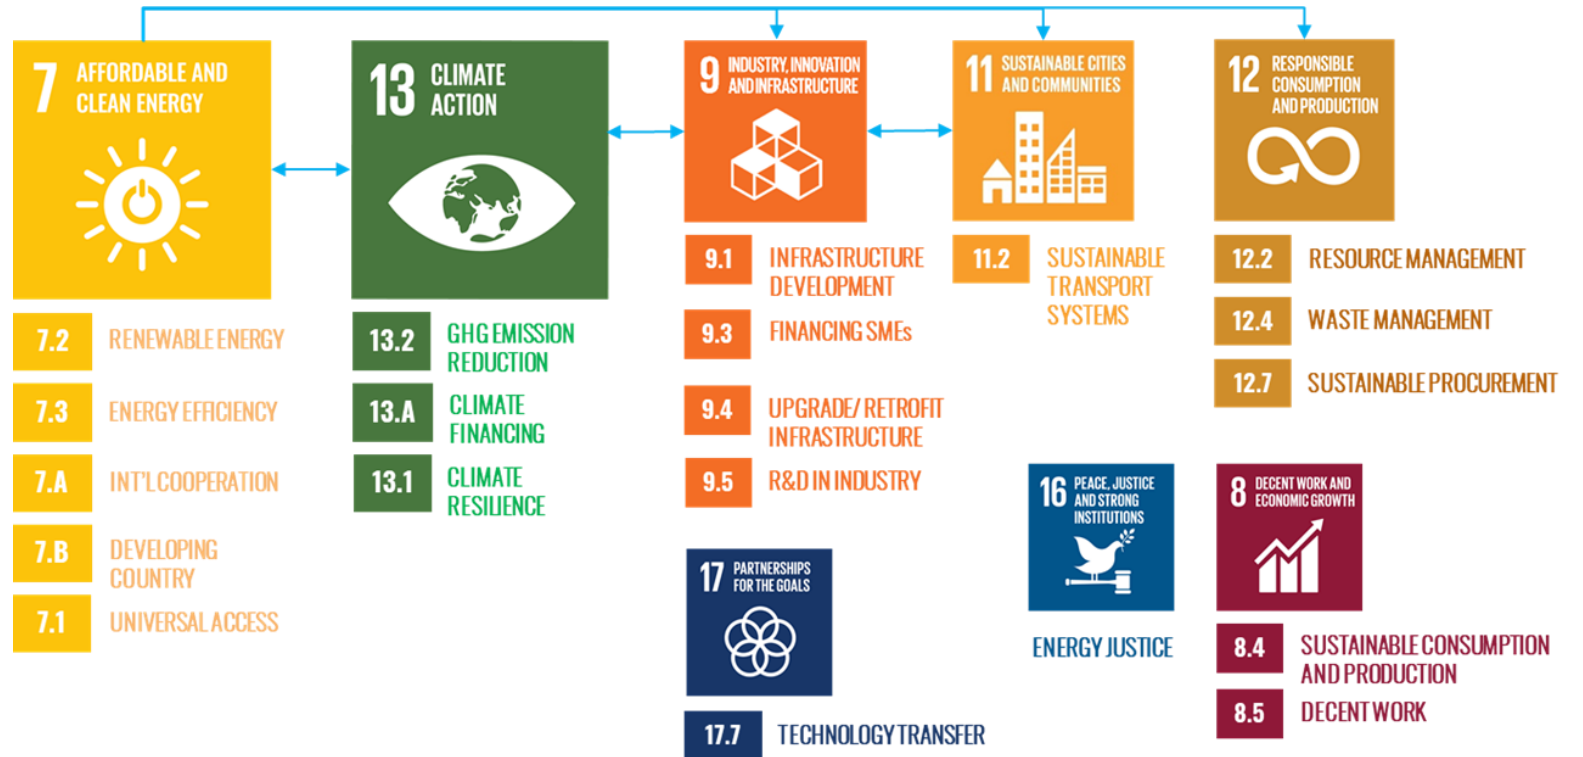 7 AFFORDABLE AND
CLEAN ENERGY
7.2 RENEWABLE ENERGY
7.3 ENERGY EFFICIENCY
7.A INT'L COOPERATION
7.B DEVELOPING
COUNTRY
7.1 UNIVERSAL ACCESS
13 CLIMATE
ACTION
13.2 GHG EMISSION
REDUCTION
13.A CLIMATE
FINANCING
13.1 CLIMATE
RESILIENCE
9 INDUSTRY, INNOVATION
AND INFRASTRUCTURE
9.1 INFRASTRUCTURE
DEVELOPMENT
9.3 FINANCING SMEs
9.4 UPGRADE/ RETROFIT
INFRASTRUCTURE
9.5 R&D IN INDUSTRY
17 PARTNERSHIPS
FOR THE GOALS
17.7 TECHNOLOGY TRANSFER
11 SUSTAINABLE CITIES
AND COMMUNITIES
11.2 SUSTAINABLE
TRANSPORT
SYSTEMS
16 PEACE, JUSTICE
AND STRONG
INSTITUTIONS
ENERGY JUSTICE
12 RESPONSIBLE
CONSUMPTION
AND PRODUCTION
12.2 RESOURCE MANAGEMENT
12.4 WASTE MANAGEMENT
12.7 SUSTAINABLE PROCUREMENT
8 DECENT WORK AND
ECONOMIC GROWTH
8.4 SUSTAINABLE CONSUMPTION
AND PRODUCTION
8.5 DECENT WORK